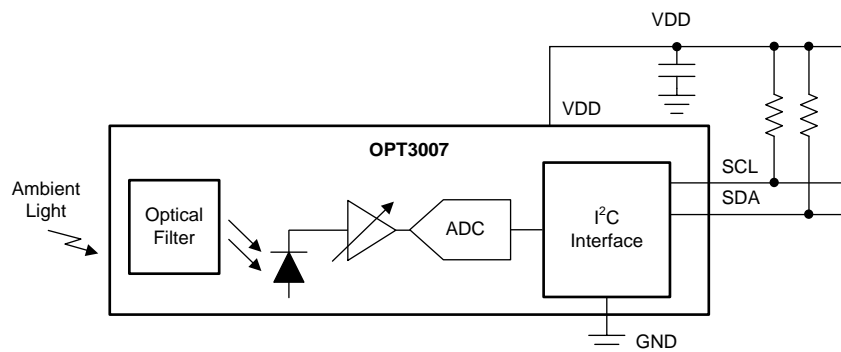 VDD
VDD
OPT3007
Ambient
Light
Optical
Filter
ADC
I²C
Interface
SCL
SDA
GND